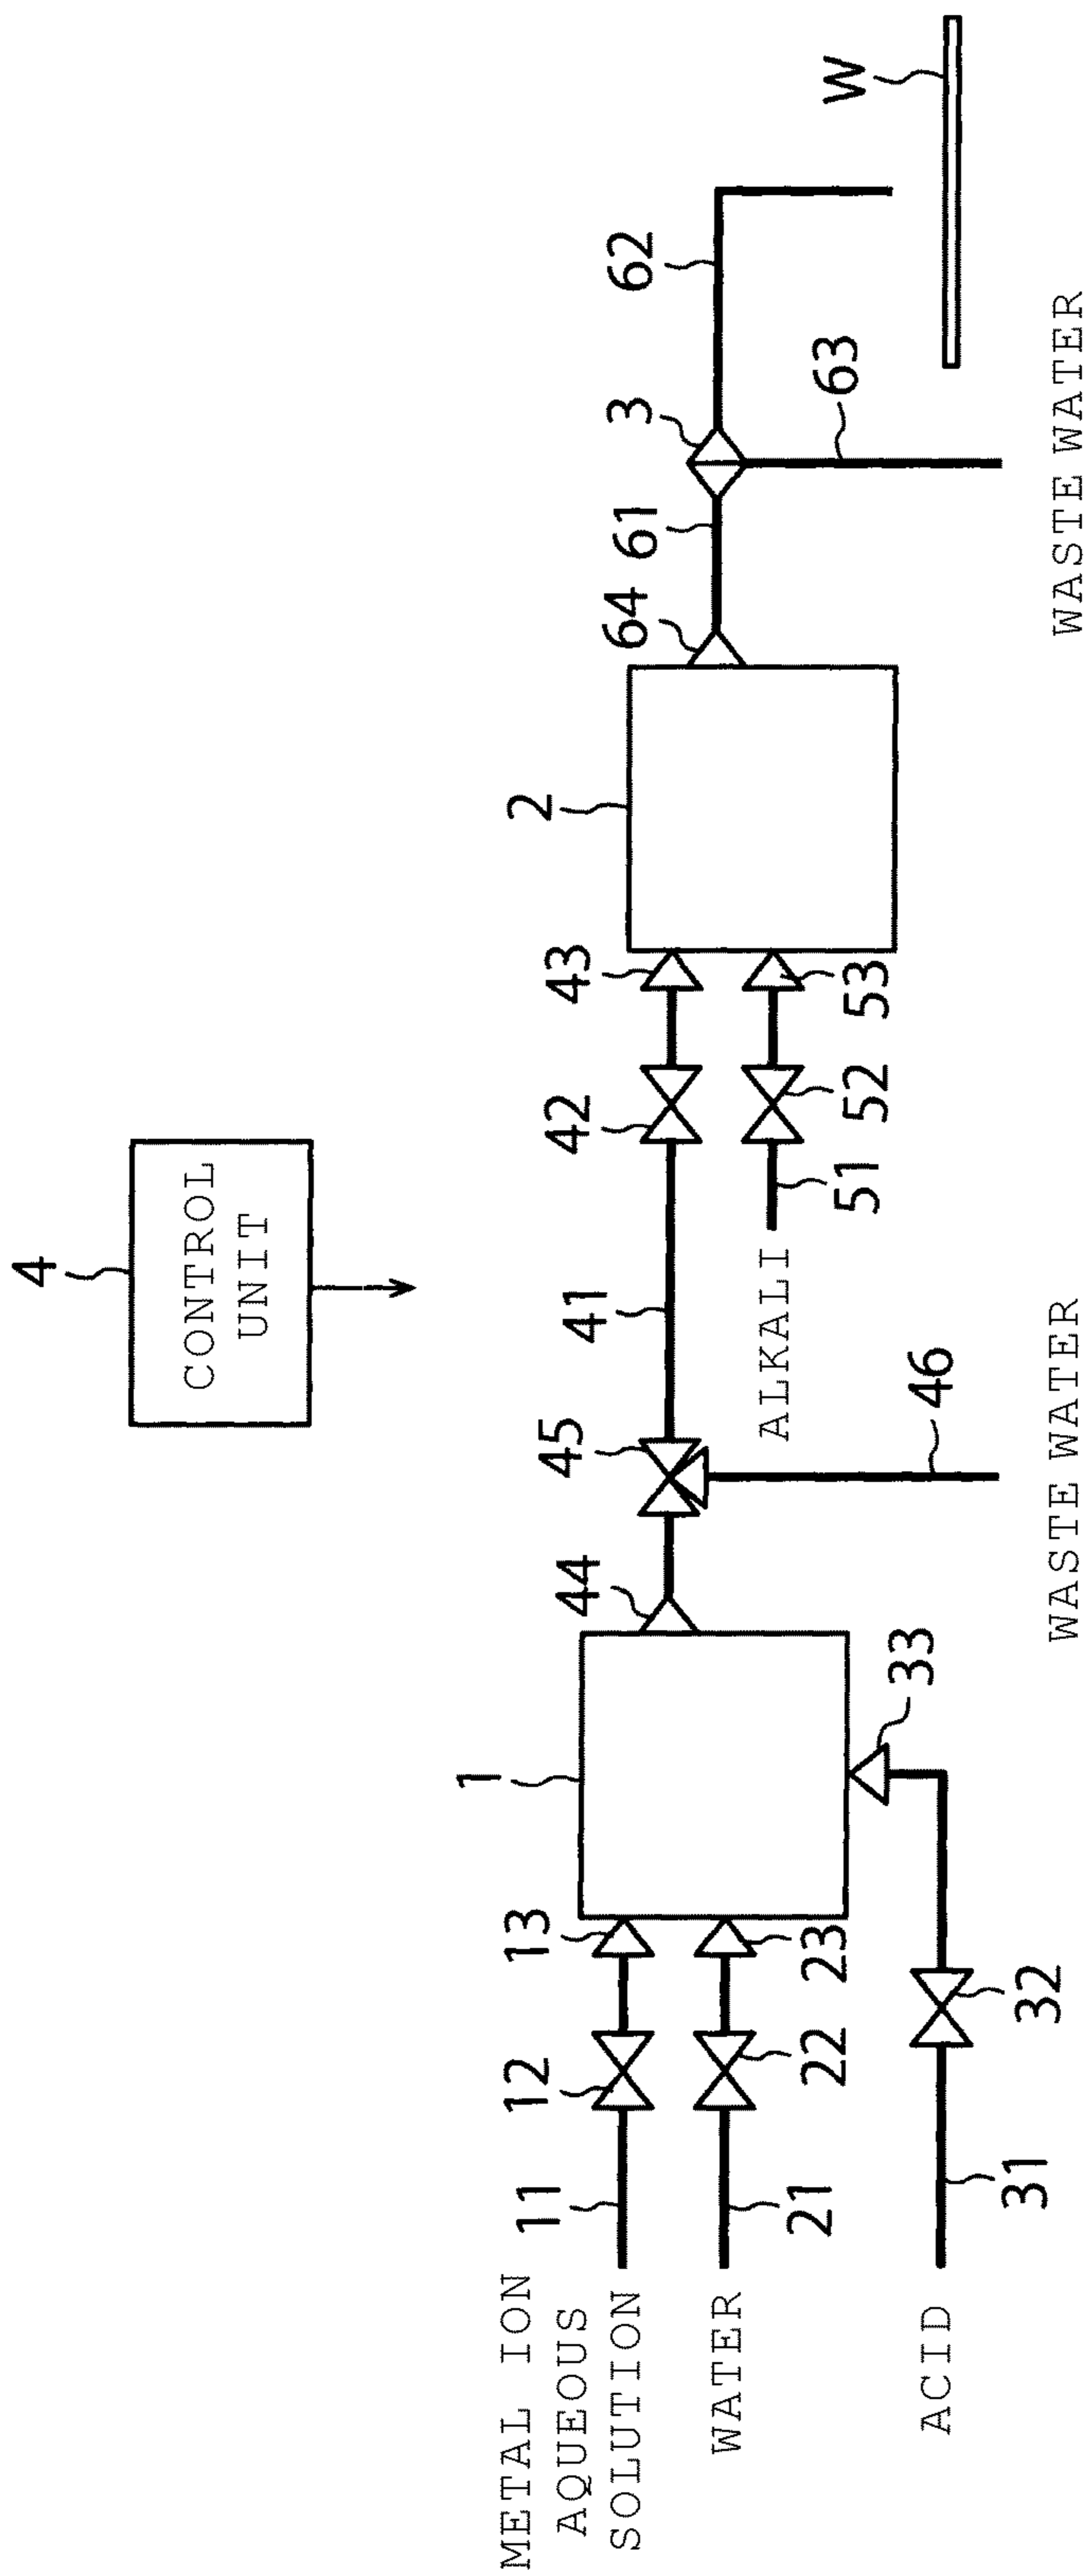 4
CONTROL
UNIT
METAL ION
AQUEOUS
SOLUTION
11
12
13
1
44
45
41
42
43
2
64
61
3
62
W
WATER
21
22
23
ALKALI
51
52
53
63
ACID
31
32
33
46
WASTE WATER
WASTE WATER